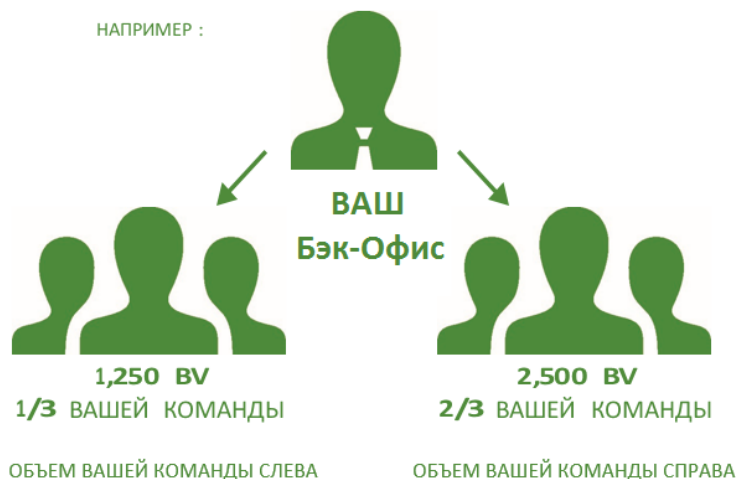 НАПРИМЕР :
ВАШ
Бэк-Офис
1,250 BV
1/3 ВАШЕЙ КОМАНДЫ
2,500 BV
2/3 ВАШЕЙ КОМАНДЫ
ОБЪЕМ ВАШЕЙ КОМАНДЫ СЛЕВА
ОБЪЕМ ВАШЕЙ КОМАНДЫ СПРАВА